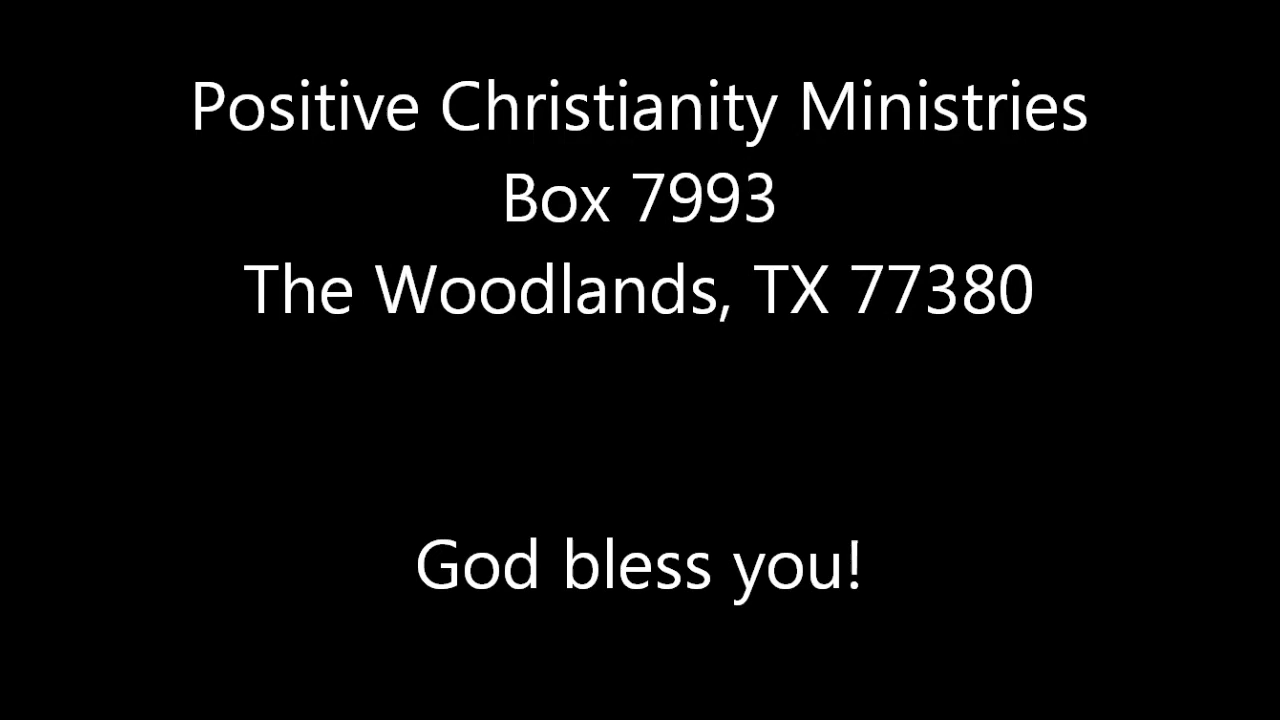 Positive Christianity Ministries
Box 7993
The Woodlands, TX 77380
God bless you!